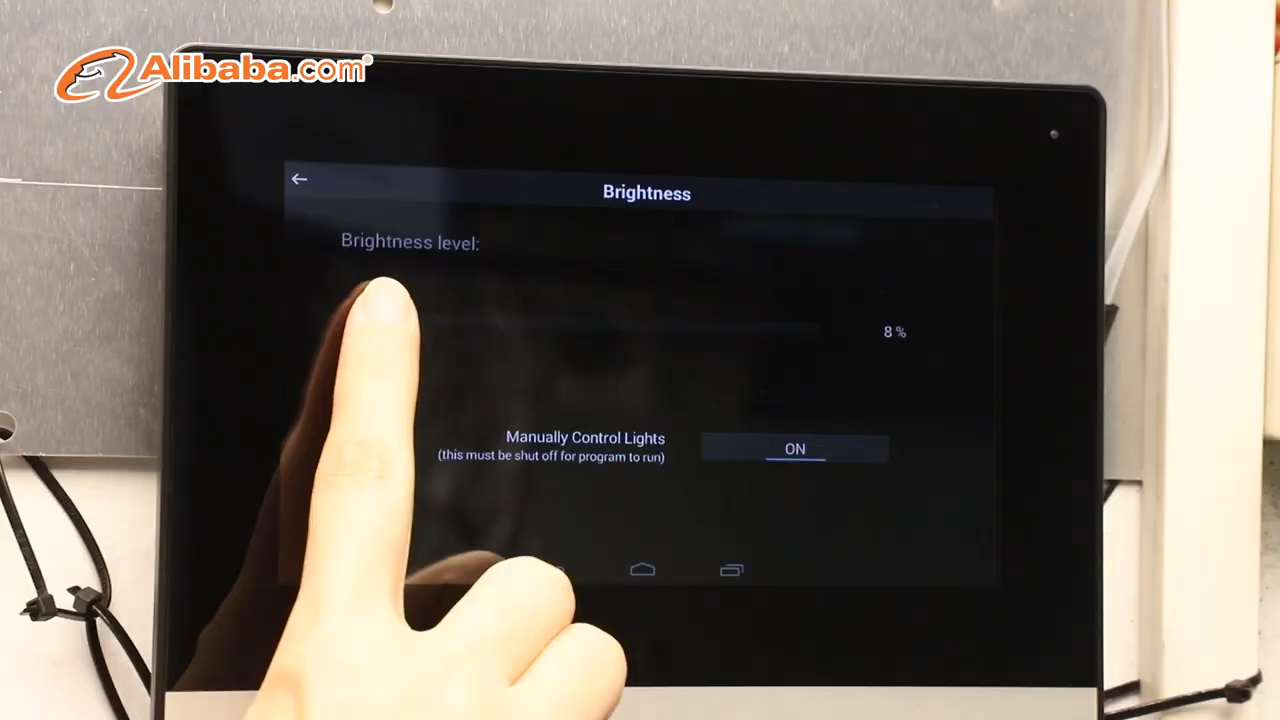 Alibaba.com®
Brightness
Brightness level:
8 %
Manually Control Lights
(this must be shut off for program to run)
ON